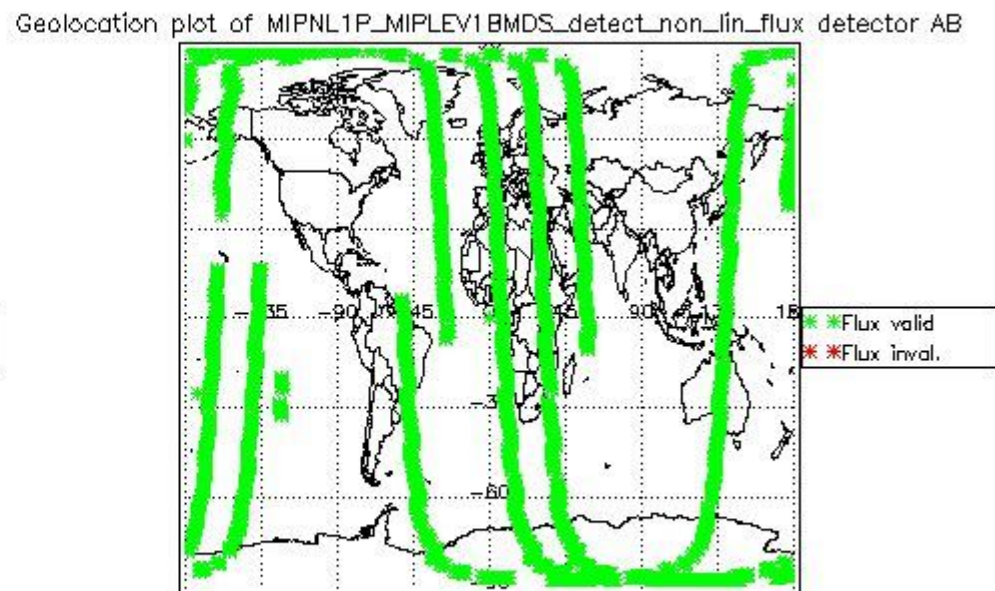 Geolocation plot of MIPNL1P_MIPLEV1BMDS_detect_non_lin_flux detector AB
-90
-45
90
-60
* *Flux valid
* *Flux inval.